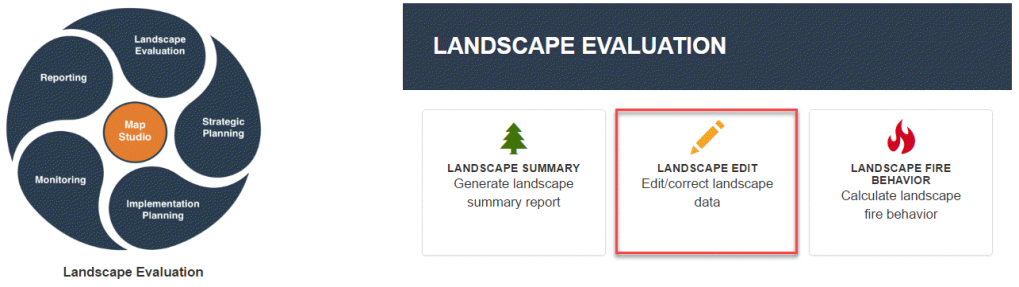 Landscape
Evaluation
Reporting
Map
Studio
Strategic
Planning
Monitoring
Implementation
Planning
Landscape Evaluation
LANDSCAPE EVALUATION
LANDSCAPE SUMMARY
Generate landscape
summary report
LANDSCAPE EDIT
Edit/correct landscape
data
LANDSCAPE FIRE
BEHAVIOR
Calculate landscape
fire behavior